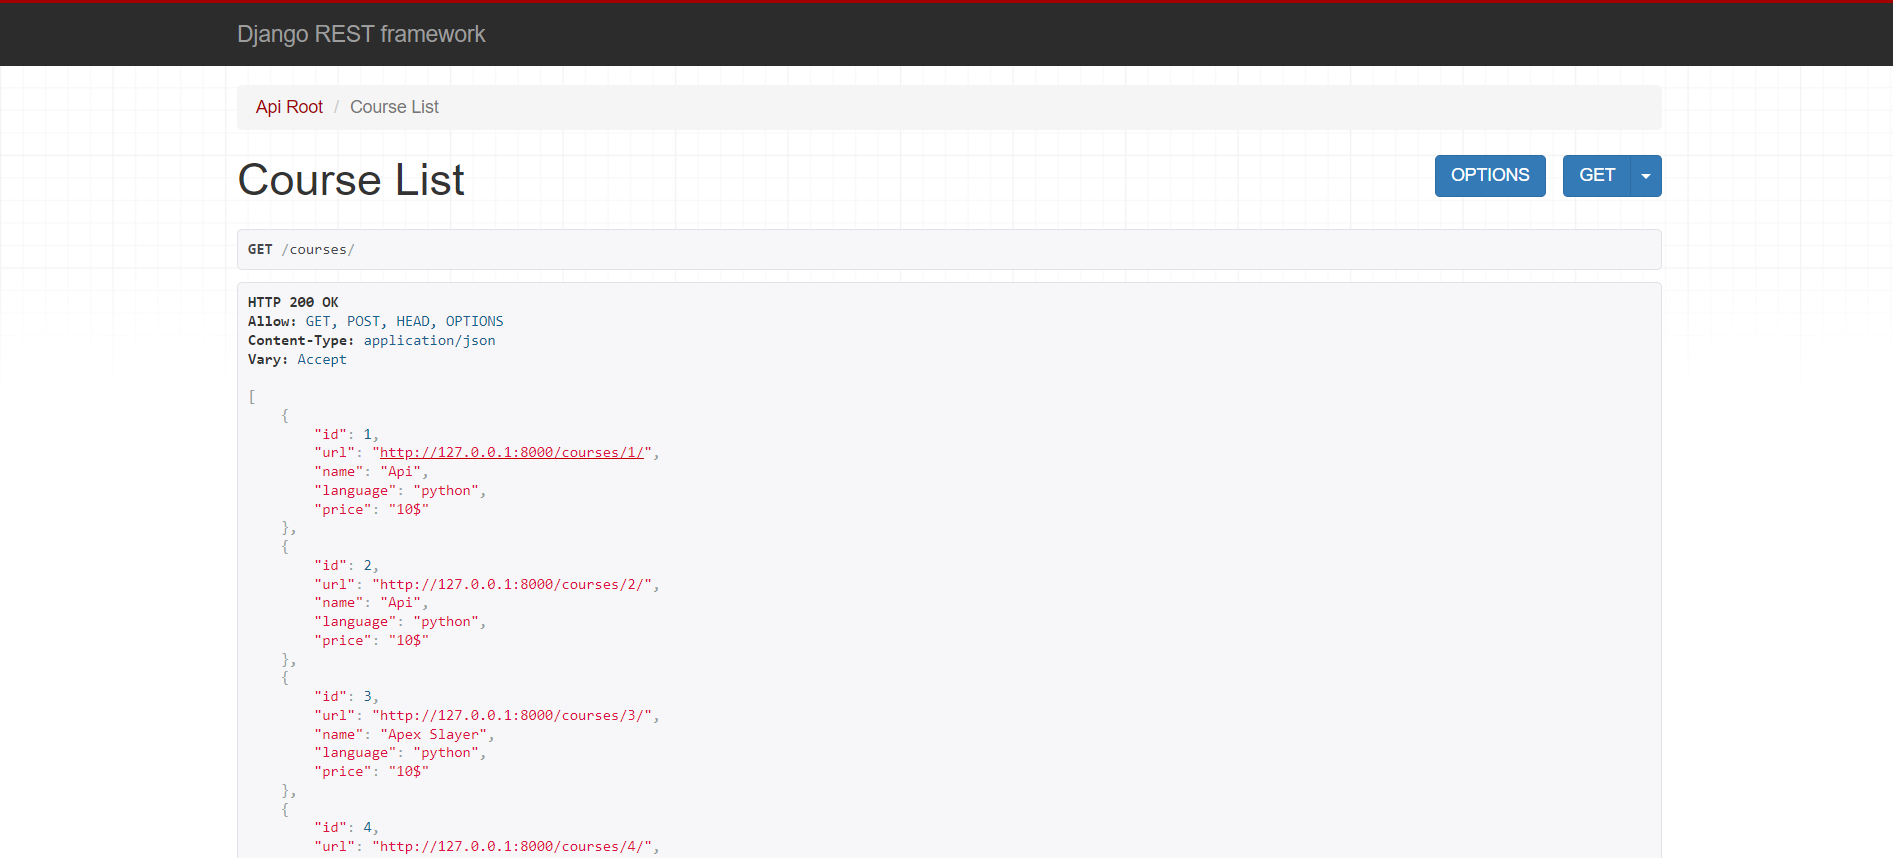 Django REST framework
Api Root / Course List
Course List
OPTIONS GET
GET /courses/
HTTP 200 OK
Allow: GET, POST, HEAD, OPTIONS
Content-Type: application/json
Vary: Accept
[
    {
        "id": 1,
        "url": "http://127.0.0.1:8000/courses/1/",
        "name": "Api",
        "language": "python",
        "price": "10$"
    },
    {
        "id": 2,
        "url": "http://127.0.0.1:8000/courses/2/",
        "name": "Api",
        "language": "python",
        "price": "10$"
    },
    {
        "id": 3,
        "url": "http://127.0.0.1:8000/courses/3/",
        "name": "Apex Slayer",
        "language": "python",
        "price": "10$"
    },
    {
        "id": 4,
        "url": "http://127.0.0.1:8000/courses/4/",